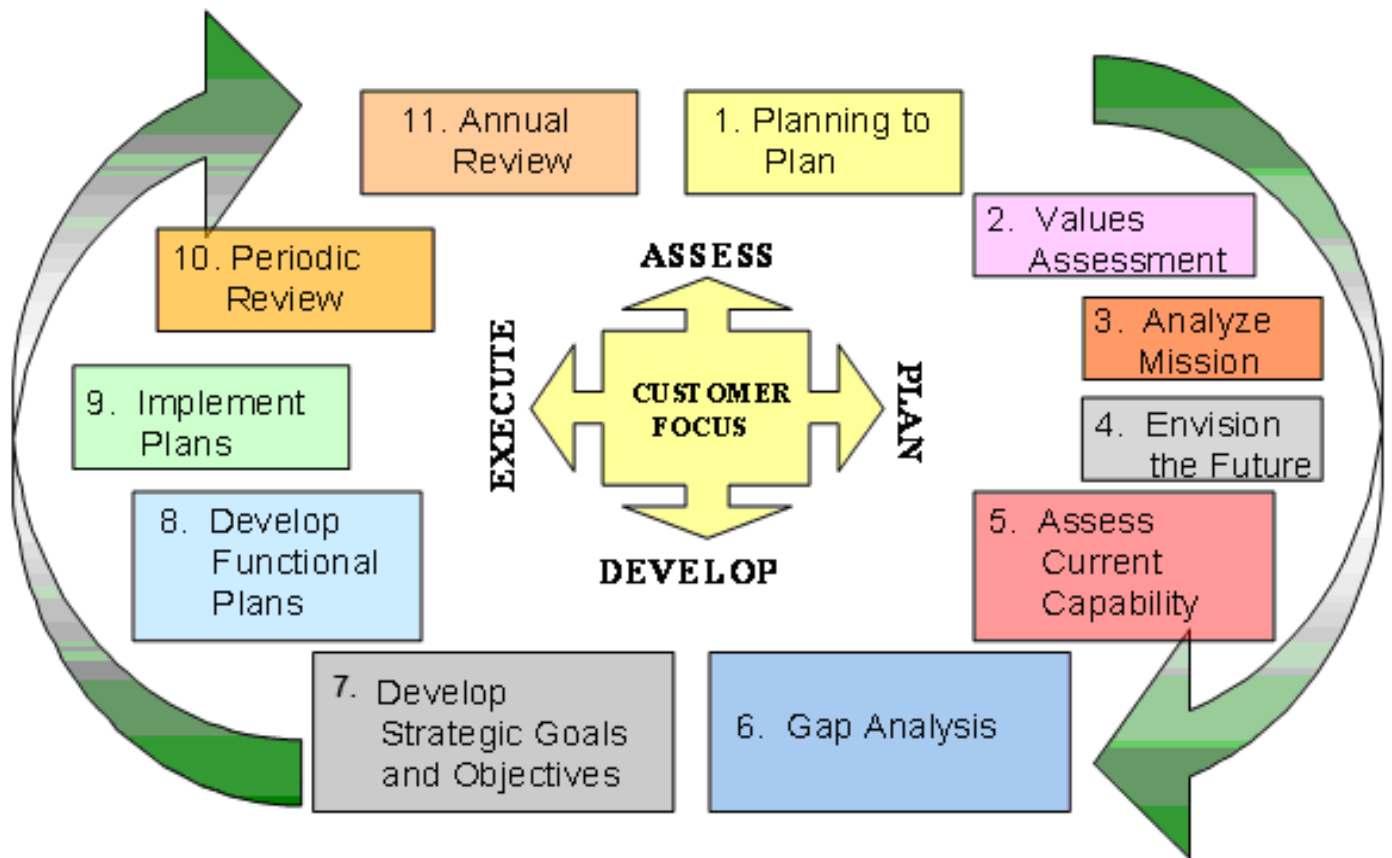 11. Annual
Review
1. Planning to
Plan
2. Values
Assessment
3. Analyze
Mission
4. Envision
the Future
5. Assess
Current
Capability
6. Gap Analysis
7. Develop
Strategic Goals
and Objectives
8. Develop
Functional
Plans
9. Implement
Plans
10. Periodic
Review
ASSESS
PLAN
DEVELOP
EXECUTE
CUSTOMER
FOCUS